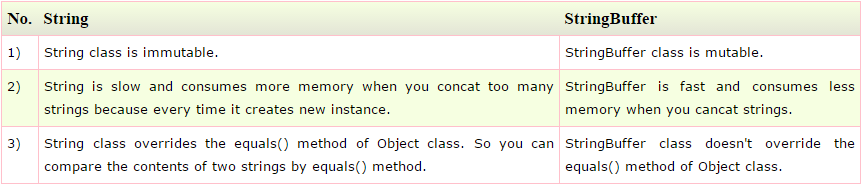 No. String StringBuffer
1) String class is immutable. StringBuffer class is mutable.
2) String is slow and consumes more memory when you concat too many StringBuffer is fast and consumes less
strings because every time it creates new instance. memory when you cancat strings.
3) String class overrides the equals() method of Object class. So you can StringBuffer class doesn't override the
compare the contents of two strings by equals() method. equals() method of Object class.